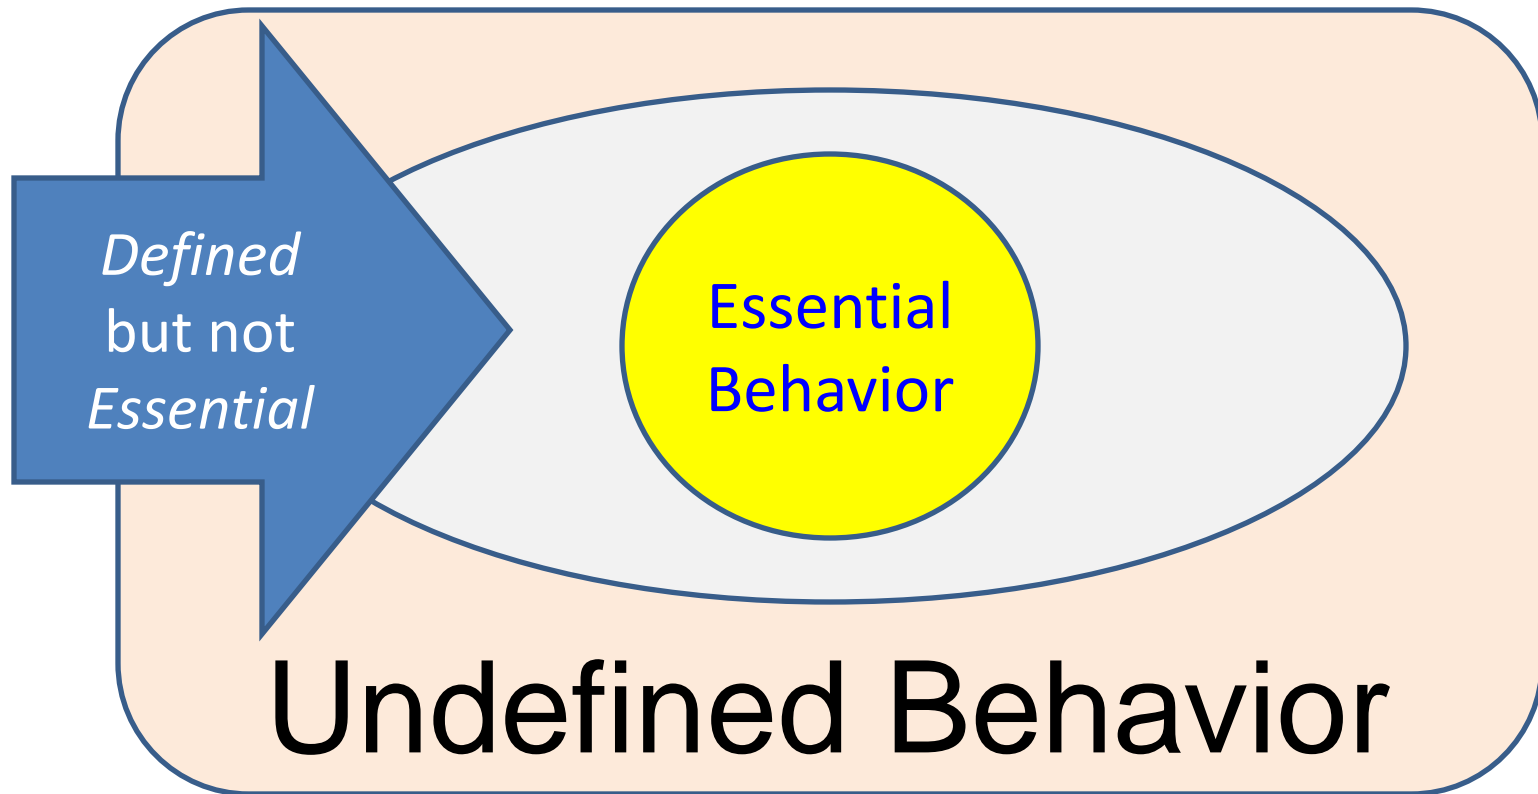 Defined
but not
Essential
Essential
Behavior
Undefined Behavior